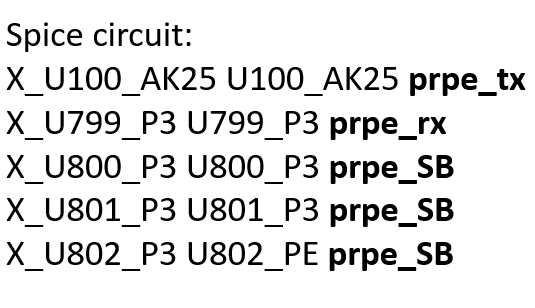 Spice circuit:
X_U100_AK25 U100_AK25 prpe_tx
X_U799_P3 U799_P3 prpe_rx
X_U800_P3 U800_P3 prpe_SB
X_U801_P3 U801_P3 prpe_SB
X_U802_P3 U802_PE prpe_SB